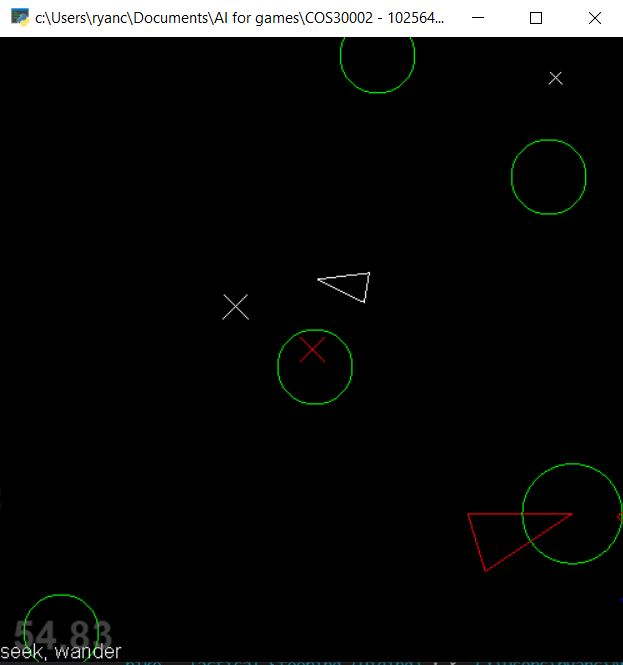 c:\Users\ryanc\Documents\AI for games\COS30002 - 102564...
54.83
seek, wander